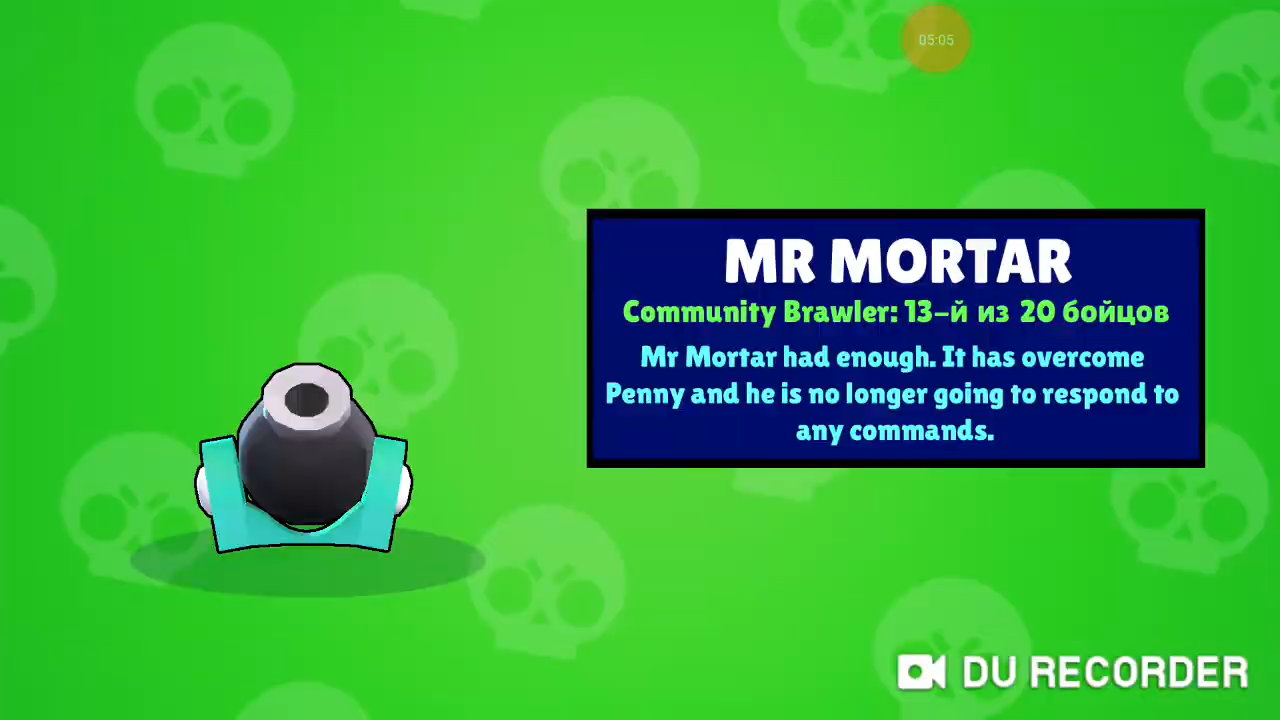 05:05
MR MORTAR
Community Brawler: 13-й из 20 бойцов
Mr Mortar had enough. It has overcome
Penny and he is no longer going to respond to
any commands.
DU RECORDER